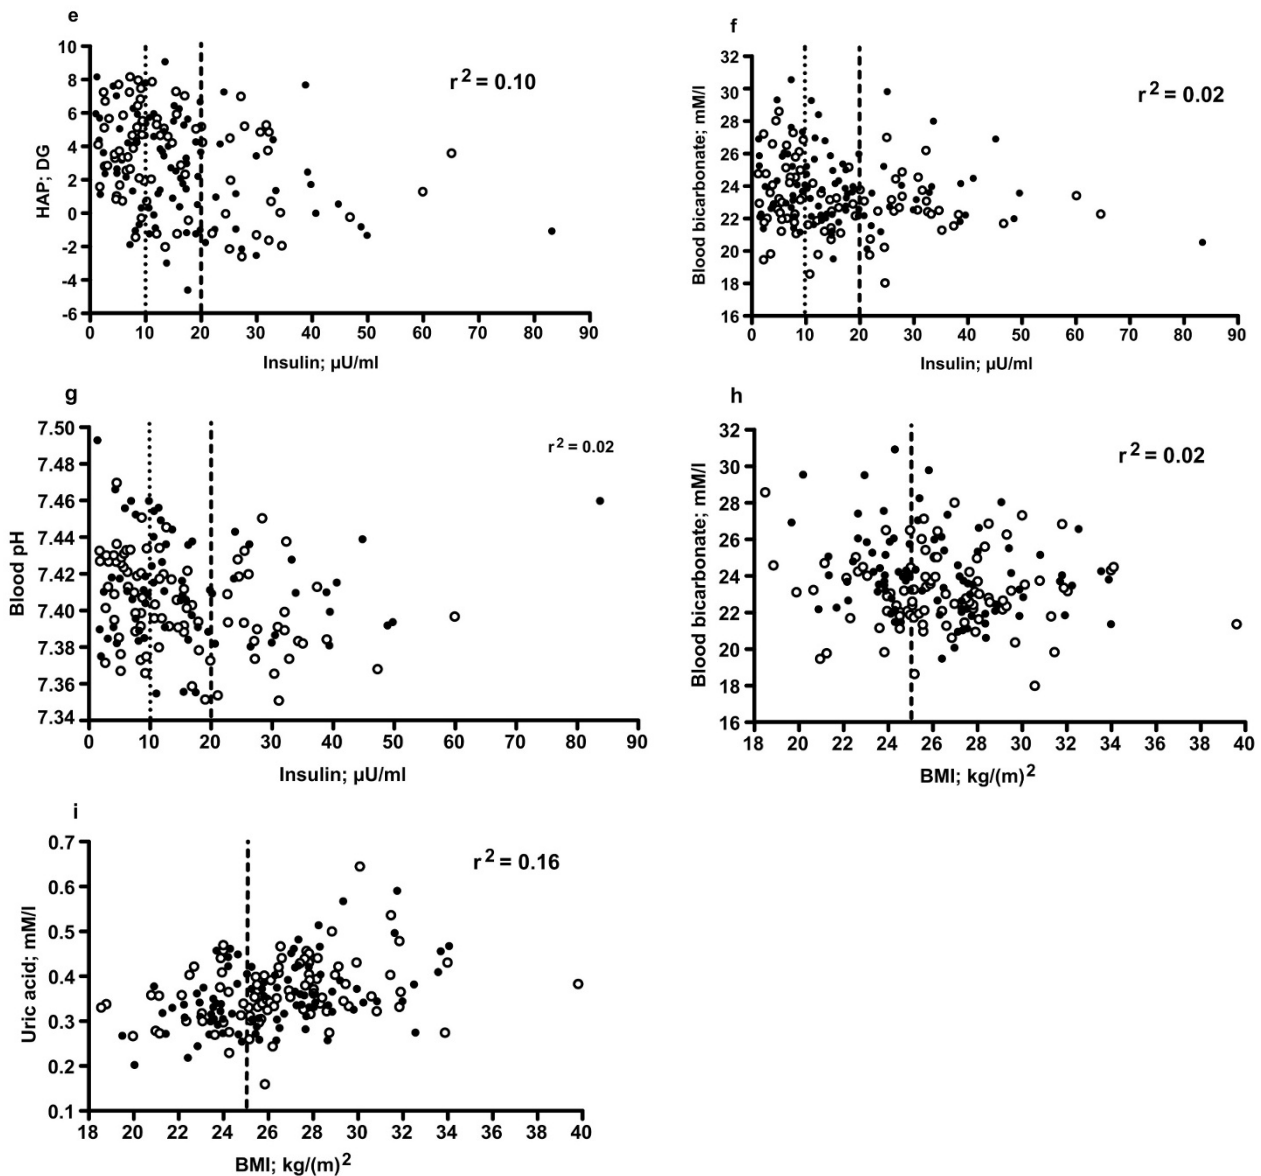 e
HAP; DG
10
8
6
4
2
0
-2
-4
-6
r² = 0.10
0 10 20 30 40 50 60 70 80 90
Insulin; µU/ml
f
Blood bicarbonate; mM/l
32
30
28
26
24
22
20
18
16
r² = 0.02
0 10 20 30 40 50 60 70 80 90
Insulin; µU/ml
g
Blood pH
7.50
7.48
7.46
7.44
7.42
7.40
7.38
7.36
7.34
r² = 0.02
0 10 20 30 40 50 60 70 80 90
Insulin; µU/ml
h
Blood bicarbonate; mM/l
32
30
28
26
24
22
20
18
16
r² = 0.02
18 20 22 24 26 28 30 32 34 36 38 40
BMI; kg/(m)²
i
Uric acid; mM/l
0.7
0.6
0.5
0.4
0.3
0.2
0.1
r² = 0.16
18 20 22 24 26 28 30 32 34 36 38 40
BMI; kg/(m)²